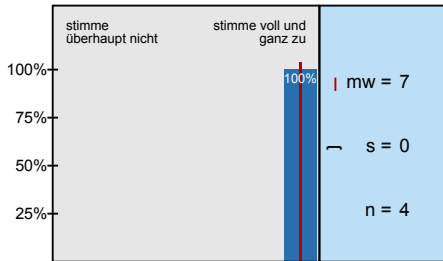 stimme
überhaupt nicht
stimme voll und
ganz zu
100%
75%
50%
25%
100%
mw = 7
s = 0
n = 4